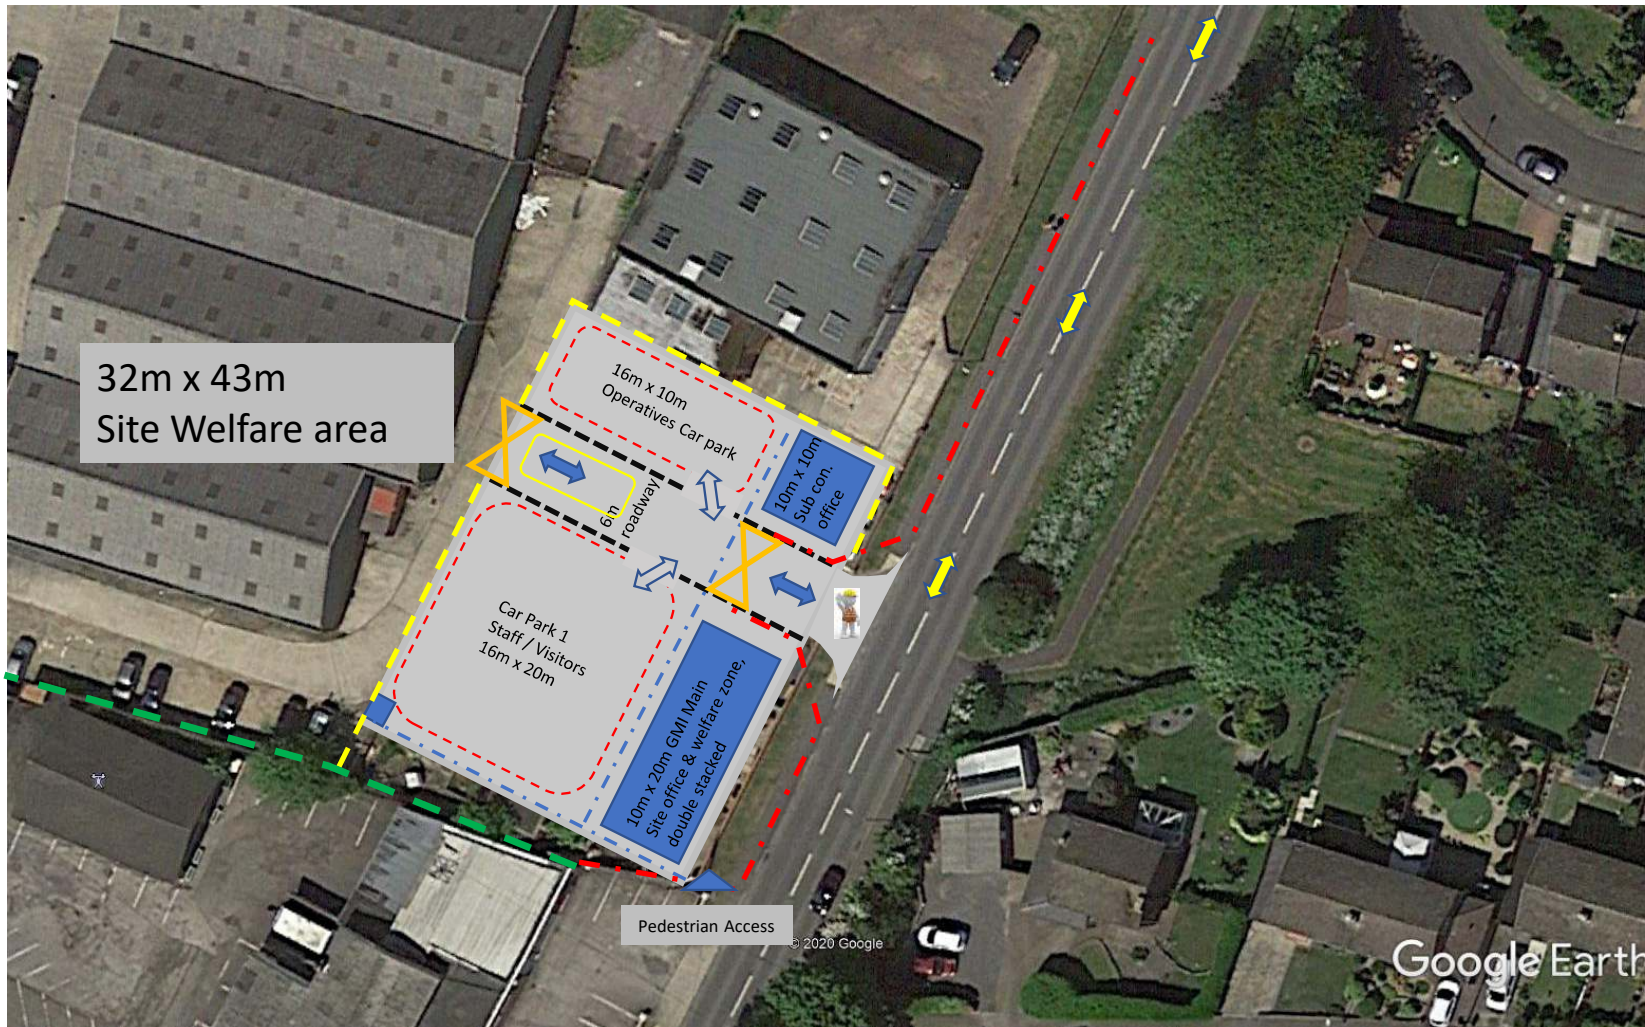 32m x 43m
Site Welfare area
16m x 10m
Operatives Car park
10m x 10m
Sub con.
office
6m
roadway
Car Park 1
Staff / Visitors
16m x 20m
10m x 20m GMI Main
Site office & welfare zone,
double stacked
Pedestrian Access
© 2020 Google
Google Earth